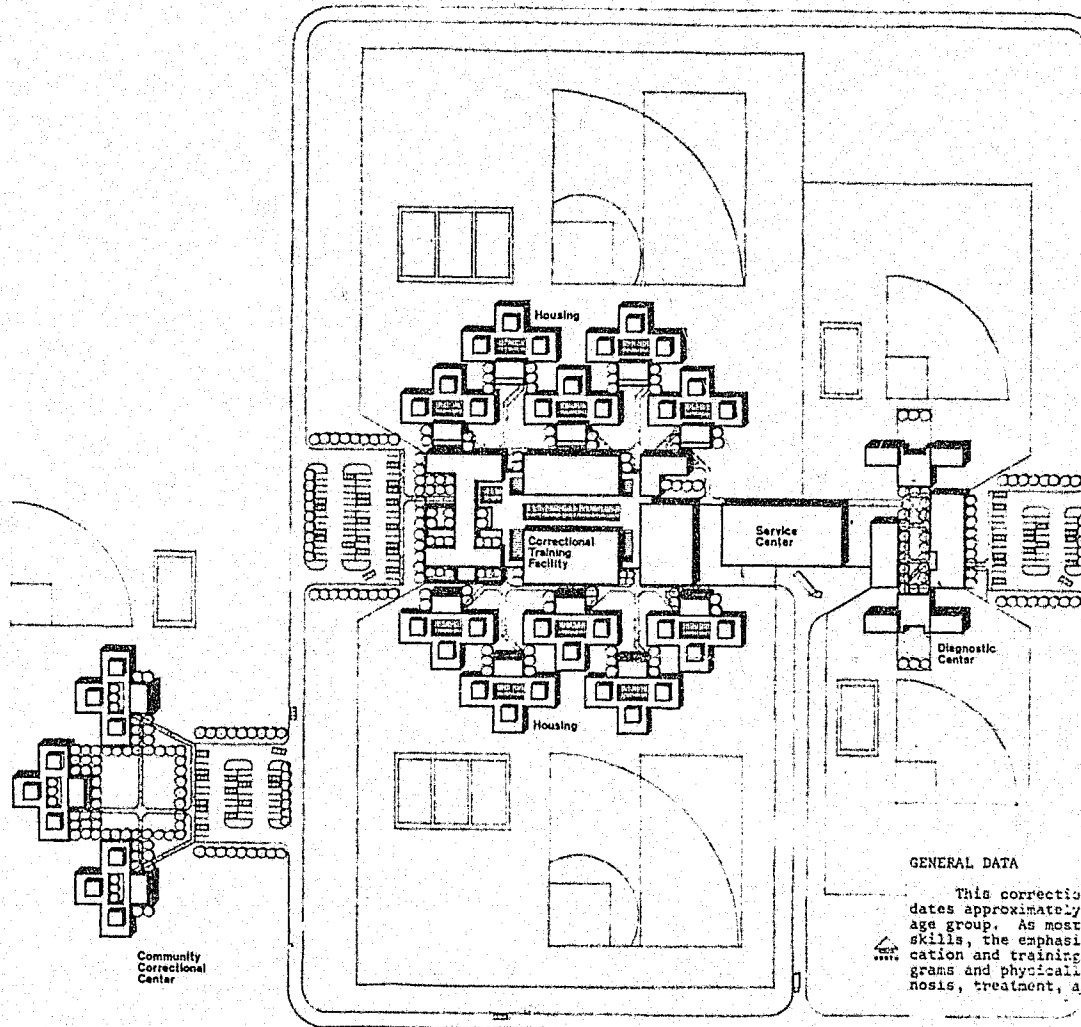 Housing
Correctional
Training
Facility
Service
Center
Diagnostic
Center
Housing
Community
Correctional
Center
GENERAL DATA
This correctio
dates approximately
age group. As most
skills, the emphasi
cation and training
grams and physicall
nosis, treatment, a